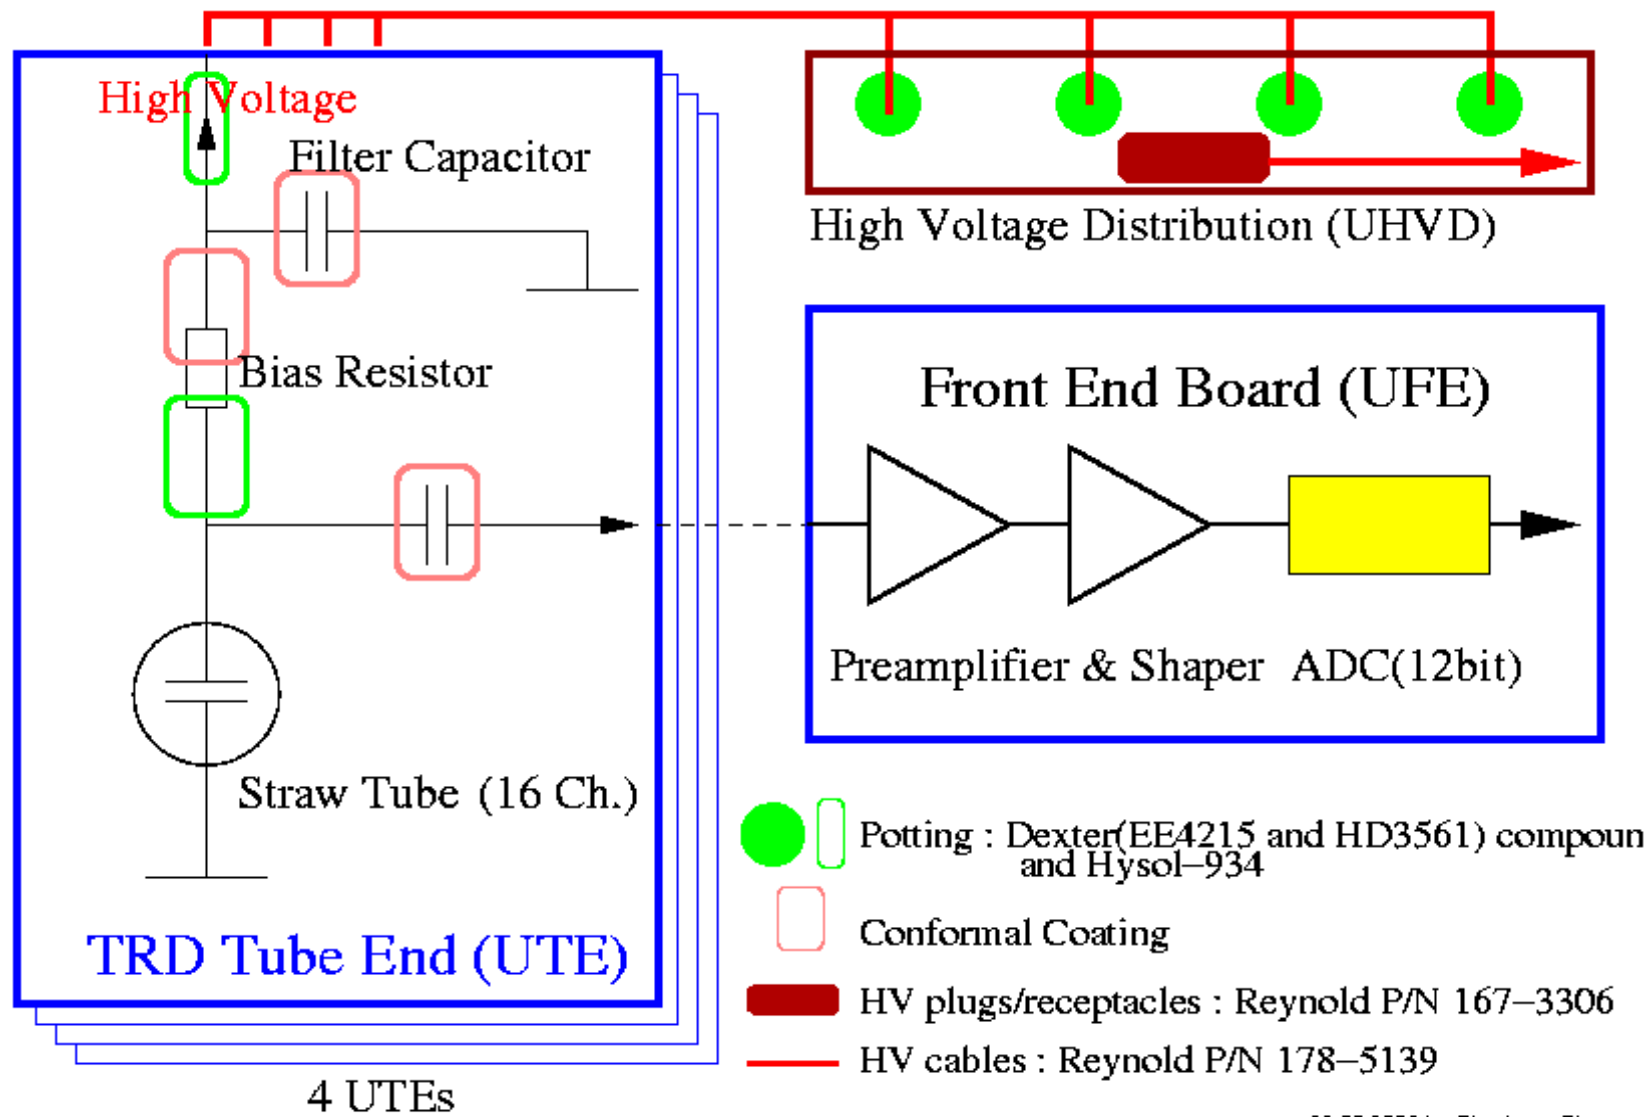 High Voltage
Filter Capacitor
Bias Resistor
Straw Tube (16 Ch.)
TRD Tube End (UTE)
4 UTEs
High Voltage Distribution (UHVD)
Front End Board (UFE)
Preamplifier & Shaper ADC(12bit)
Potting : Dexter(EE4215 and HD3561) compoun
and Hysol–934
Conformal Coating
HV plugs/receptacles : Reynold P/N 167–3306
HV cables : Reynold P/N 178–5139